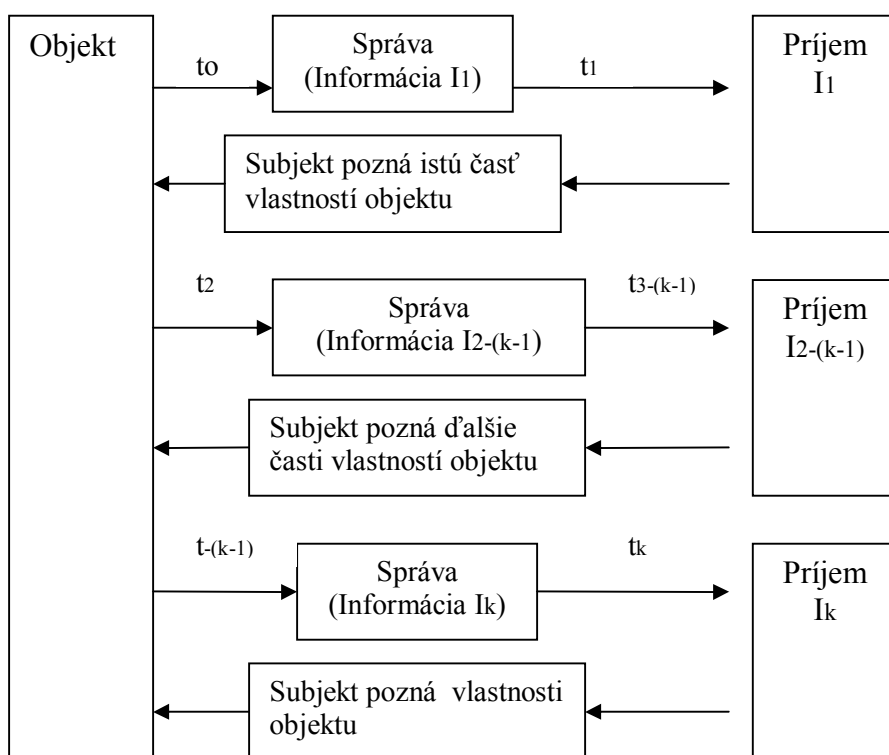 Objekt
to
Správa
(Informácia I1)
t1
Príjem
I1
Subjekt pozná istú časť
vlastností objektu
t2
Správa
(Informácia I2-(k-1)
t3-(k-1)
Príjem
I2-(k-1)
Subjekt pozná ďalšie
časti vlastností objektu
t-(k-1)
Správa
(Informácia Ik)
tk
Príjem
Ik
Subjekt pozná vlastnosti
objektu